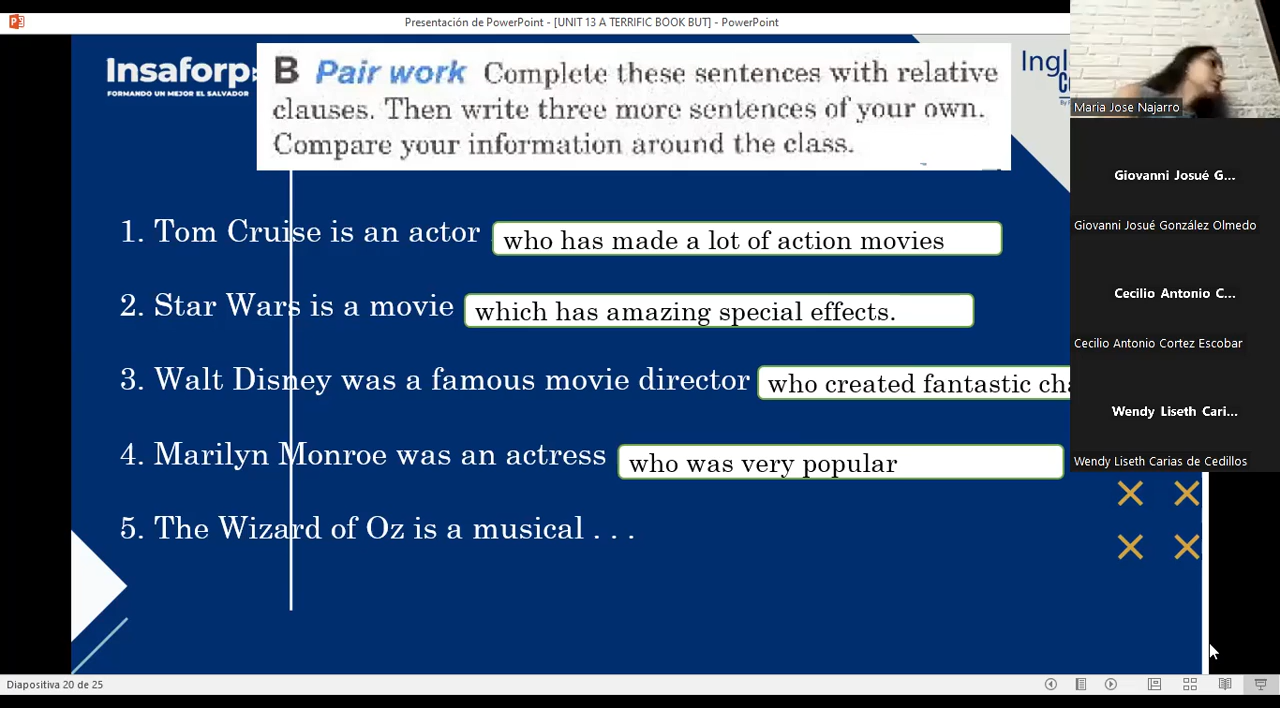 Presentación de PowerPoint - [UNIT 13 A TERRIFIC BOOK BUT] - PowerPoint
Insaforp
FORMANDO UN MEJOR EL SALVADOR
B Pair work Complete these sentences with relative
clauses. Then write three more sentences of your own.
Compare your information around the class.
1. Tom Cruise is an actor who has made a lot of action movies
2. Star Wars is a movie which has amazing special effects.
3. Walt Disney was a famous movie director who created fantastic
4. Marilyn Monroe was an actress who was very popular
5. The Wizard of Oz is a musical . . .
Maria Jose Najarro
Giovanni Josué G...
Giovanni Josué González Olmedo
Cecilio Antonio C...
Cecilio Antonio Cortez Escobar
Wendy Liseth Cari...
Wendy Liseth Carias de Cedillos
Diapositiva 20 de 25